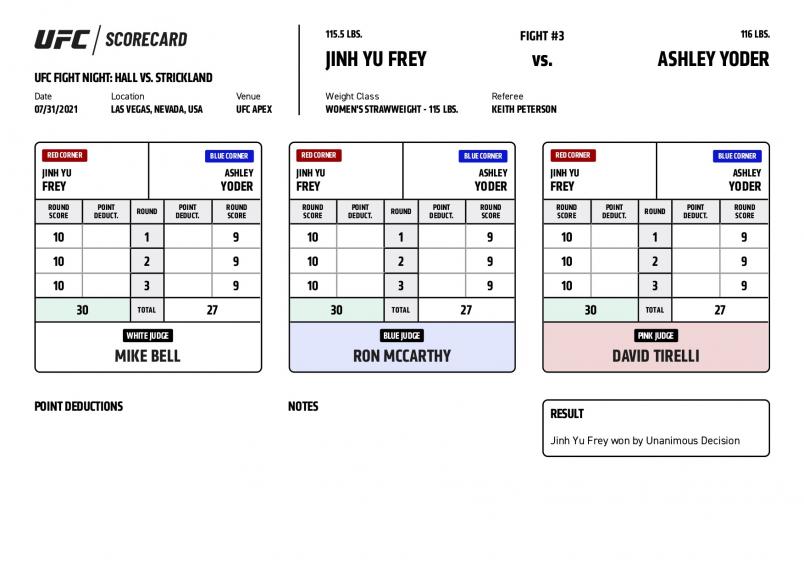 UFC / SCORECARD
UFC FIGHT NIGHT: HALL VS. STRICKLAND
Date Location Venue
07/31/2021 LAS VEGAS, NEVADA, USA UFC APEX
115.5 LBS. FIGHT #3 116 LBS.
JINH YU FREY vs. ASHLEY YODER
Weight Class Referee
WOMEN'S STRAWWEIGHT - 115 LBS. KEITH PETERSON
RED CORNER BLUE CORNER
JINH YU ASHLEY
FREY YODER
ROUND SCORE POINT DEDUCT. ROUND POINT DEDUCT. ROUND SCORE
10 1 9
10 2 9
10 3 9
30 TOTAL 27
WHITE JUDGE
MIKE BELL
RED CORNER BLUE CORNER
JINH YU ASHLEY
FREY YODER
ROUND SCORE POINT DEDUCT. ROUND POINT DEDUCT. ROUND SCORE
10 1 9
10 2 9
10 3 9
30 TOTAL 27
BLUE JUDGE
RON MCCARTHY
RED CORNER BLUE CORNER
JINH YU ASHLEY
FREY YODER
ROUND SCORE POINT DEDUCT. ROUND POINT DEDUCT. ROUND SCORE
10 1 9
10 2 9
10 3 9
30 TOTAL 27
PINK JUDGE
DAVID TIRELLI
POINT DEDUCTIONS
NOTES
RESULT
Jinh Yu Frey won by Unanimous Decision